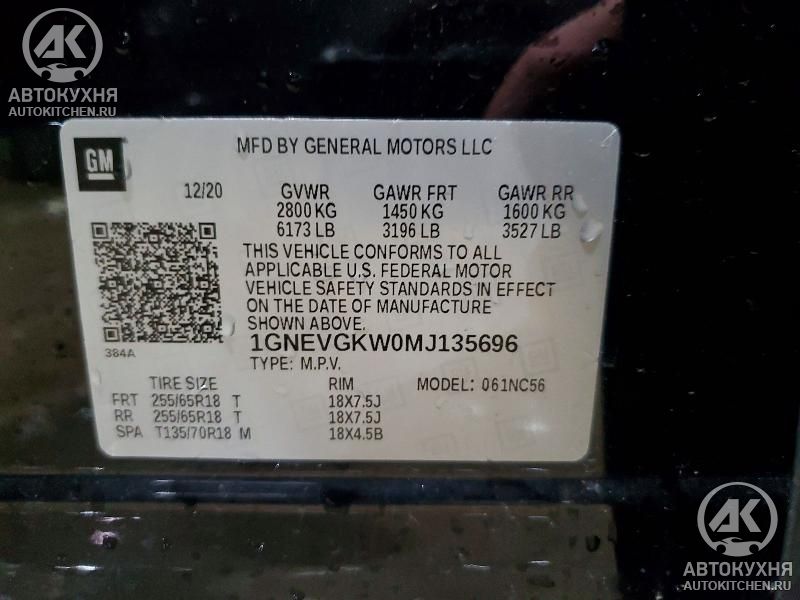 АК
АВТОКУХНЯ
AUTOKITCHEN.RU
GM
MFD BY GENERAL MOTORS LLC
12/20 GVWR GAWR FRT GAWR RR
2800 KG 1450 KG 1600 KG
6173 LB 3196 LB 3527 LB
THIS VEHICLE CONFORMS TO ALL
APPLICABLE U.S. FEDERAL MOTOR
VEHICLE SAFETY STANDARDS IN EFFECT
ON THE DATE OF MANUFACTURE
SHOWN ABOVE.
384A
1GNEVGKW0MJ135696
TYPE: M.P.V.
TIRE SIZE RIM MODEL: 061NC56
FRT 255/65R18 T 18X7.5J
RR 255/65R18 T 18X7.5J
SPA T135/70R18 M 18X4.5B
АК
АВТОКУХНЯ
AUTOKITCHEN.RU